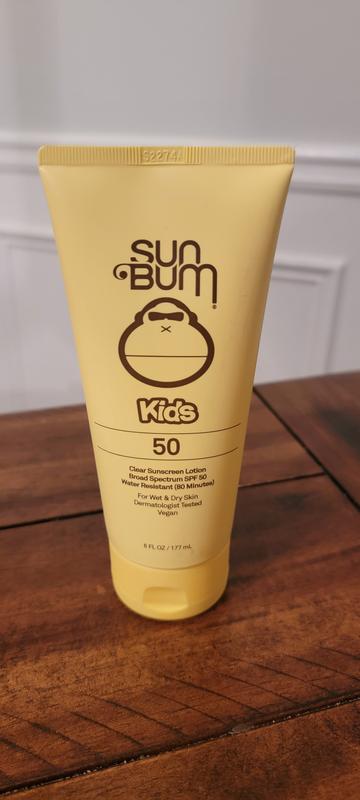 S2274A
SUN
BUM®
Kids
50
Clear Sunscreen Lotion
Broad Spectrum SPF 50
Water Resistant (80 Minutes)
For Wet & Dry Skin
Dermatologist Tested
Vegan
6 FL OZ / 177 mL